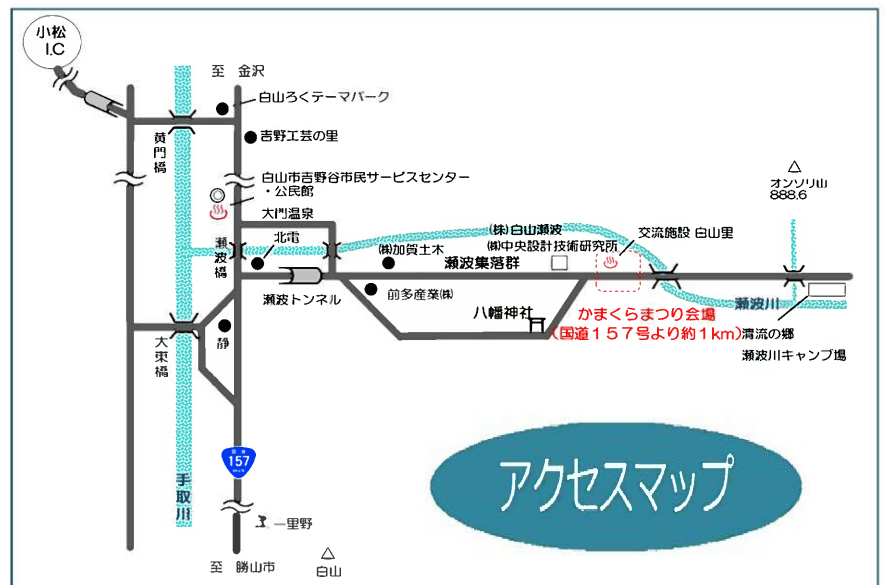 小松
I.C
至 金沢
白山ろくテーマパーク
吉野工芸の里
黄門橋
白山市吉野谷市民サービスセンター
・公民館
大門温泉
オンソリ山
888.6
(株)白山瀬波
㈱中央設計技術研究所
交流施設 白山里
北電
㈱加賀土木
瀬波集落群
瀬波橋
瀬波トンネル
前多産業㈱
八幡神社
瀬波川
かまくらまつり会場
(国道157号より約1km)
清流の郷
瀬波川キャンプ場
大東橋
静
157
手取川
アクセスマップ
一里野
至 勝山市
白山